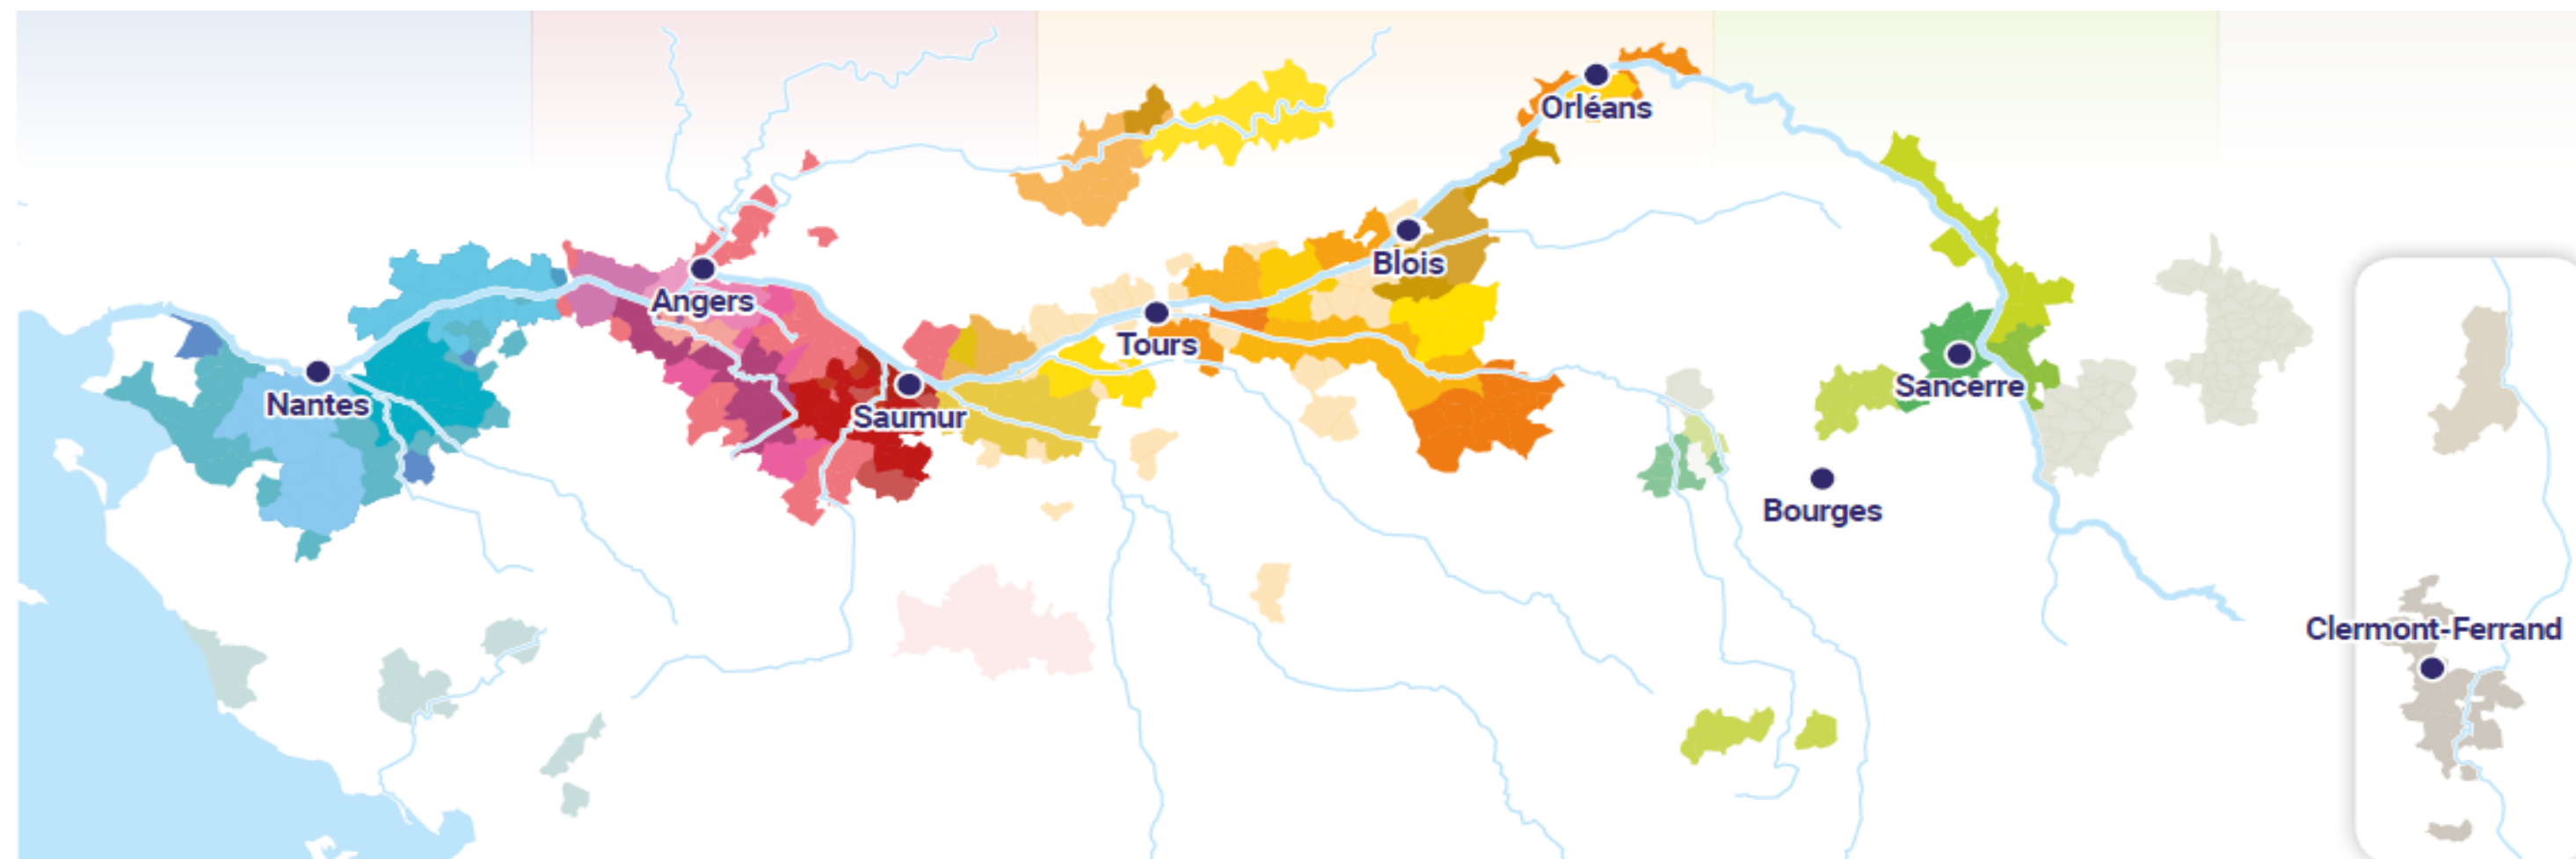 Orléans
Blois
Angers
Tours
Nantes
Saumur
Sancerre
Bourges
Clermont-Ferrand